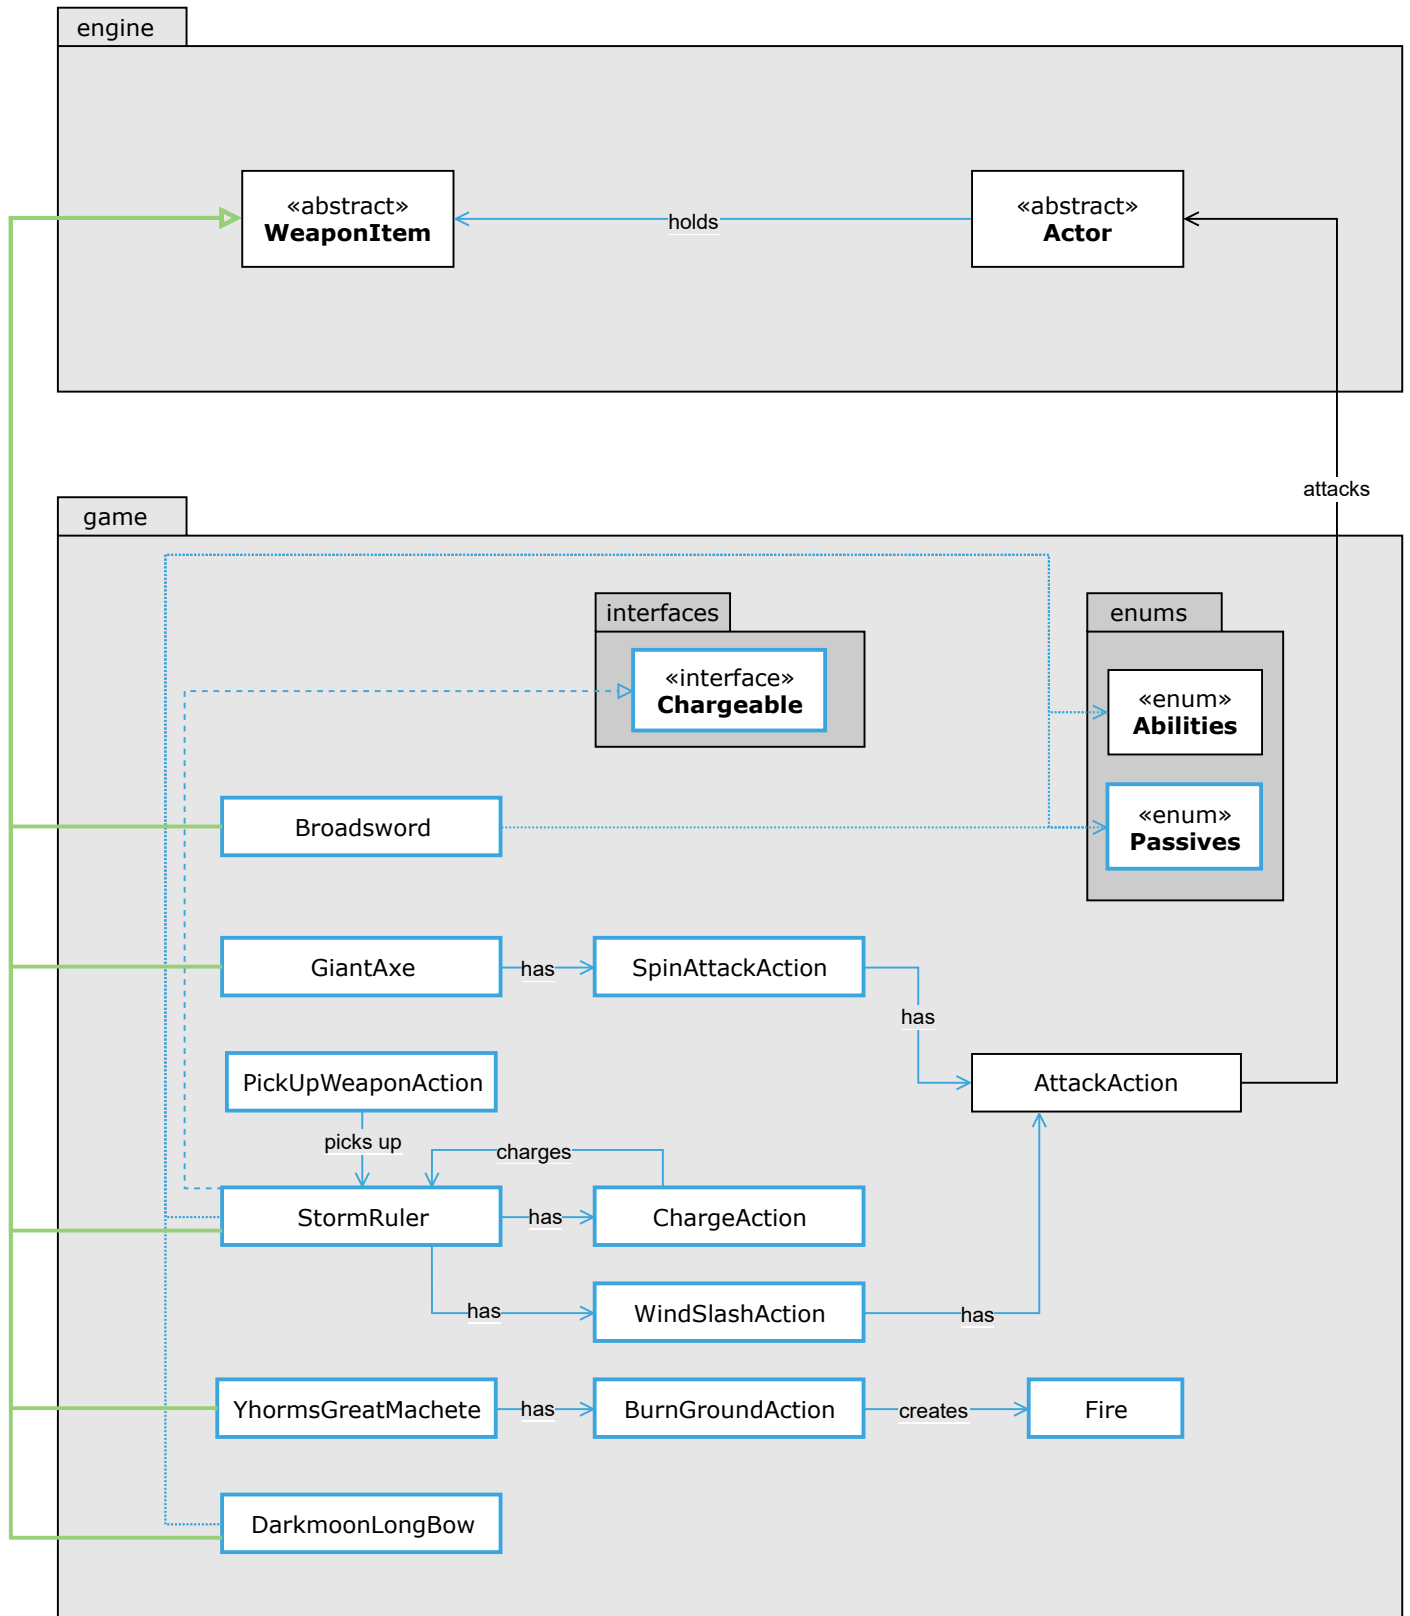 engine
«abstract»
WeaponItem
holds
«abstract»
Actor
attacks
game
interfaces
«interface»
Chargeable
enums
«enum»
Abilities
«enum»
Passives
Broadsword
GiantAxe
has
SpinAttackAction
has
PickUpWeaponAction
AttackAction
picks up
charges
StormRuler
has
ChargeAction
has
WindSlashAction
has
YhormsGreatMachete
has
BurnGroundAction
creates
Fire
DarkmoonLongBow